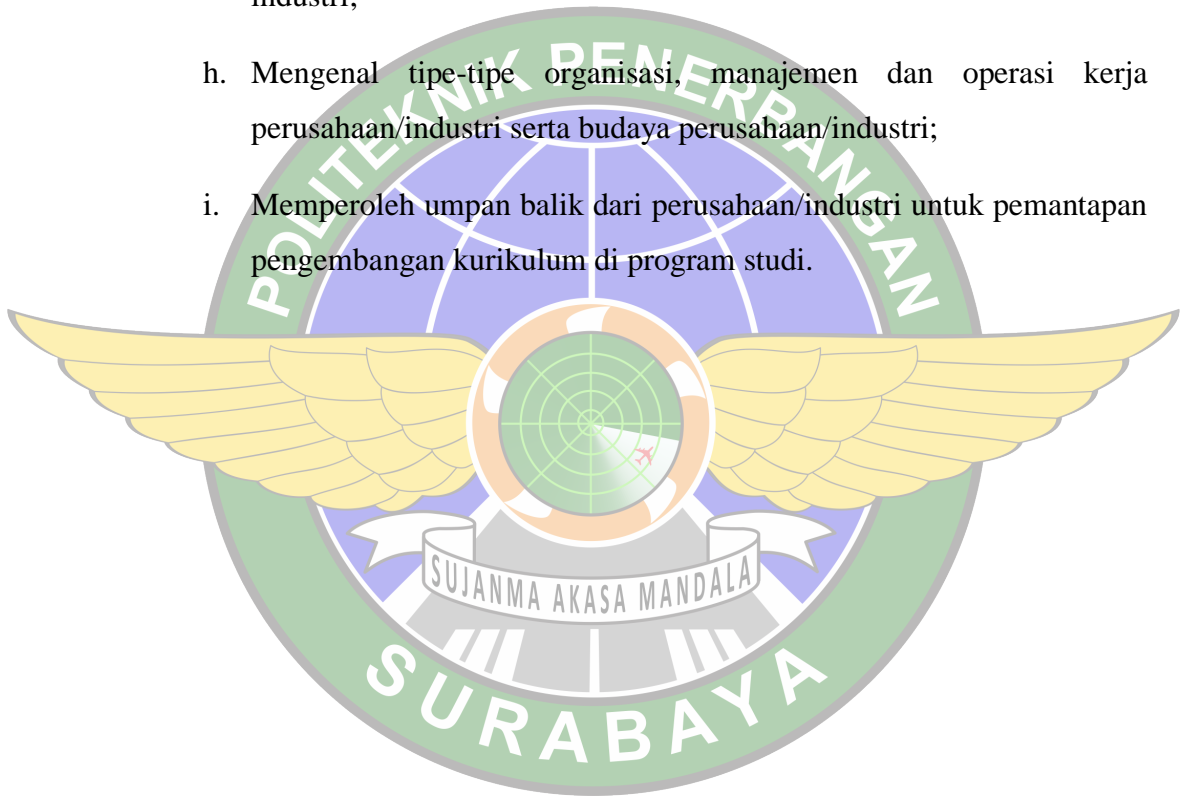 industri;
h. Mengenal tipe-tipe organisasi, manajemen dan operasi kerja
perusahaan/industri serta budaya perusahaan/industri;
i. Memperoleh umpan balik dari perusahaan/industri untuk pemantapan
pengembangan kurikulum di program studi.
POLITEKNIK PENERBANGAN
SUJANMA AKASA MANDALA
SURABAYA